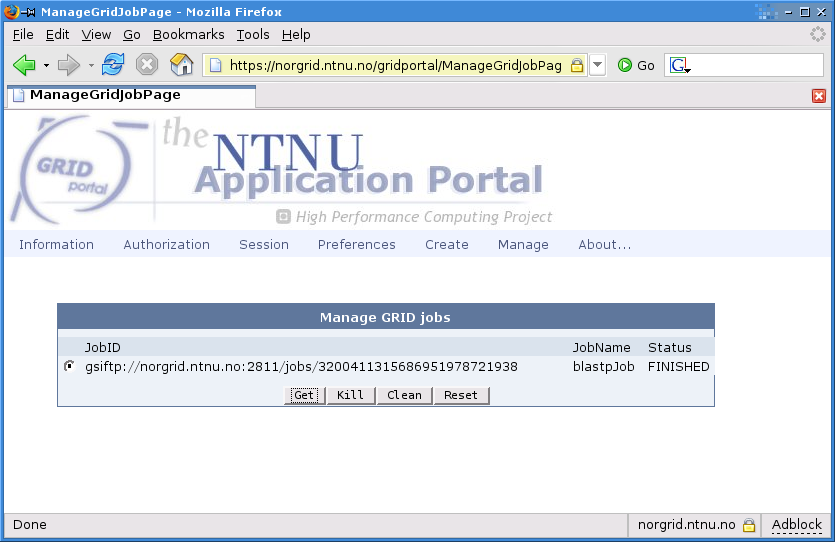 ManageGridJobPage - Mozilla Firefox
File Edit View Go Bookmarks Tools Help
https://norgrid.ntnu.no/gridportal/ManageGridJobPag Go G
ManageGridJobPage
GRID portal
the NTNU
Application Portal
High Performance Computing Project
Information Authorization Session Preferences Create Manage About...
Manage GRID jobs
JobID JobName Status
gsiftp://norgrid.ntnu.no:2811/jobs/3200411315686951978721938 blastpJob FINISHED
Get Kill Clean Reset
Done norgrid.ntnu.no Adblock